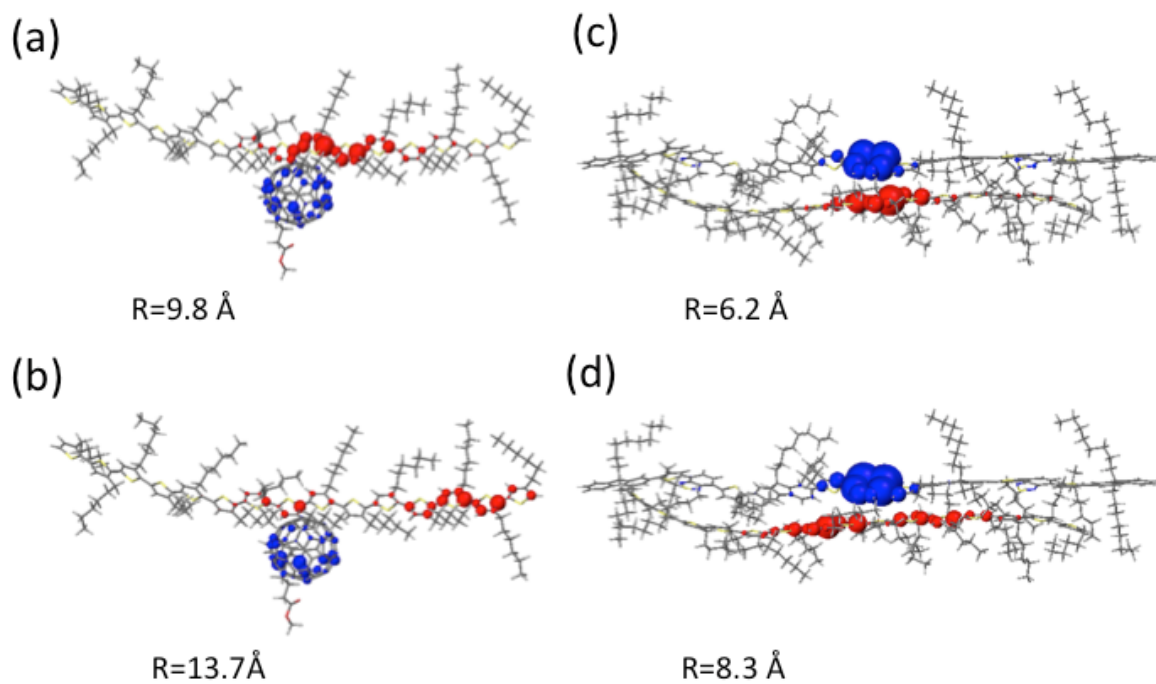 (a)
R=9.8 Å
(b)
R=13.7Å
(c)
R=6.2 Å
(d)
R=8.3 Å